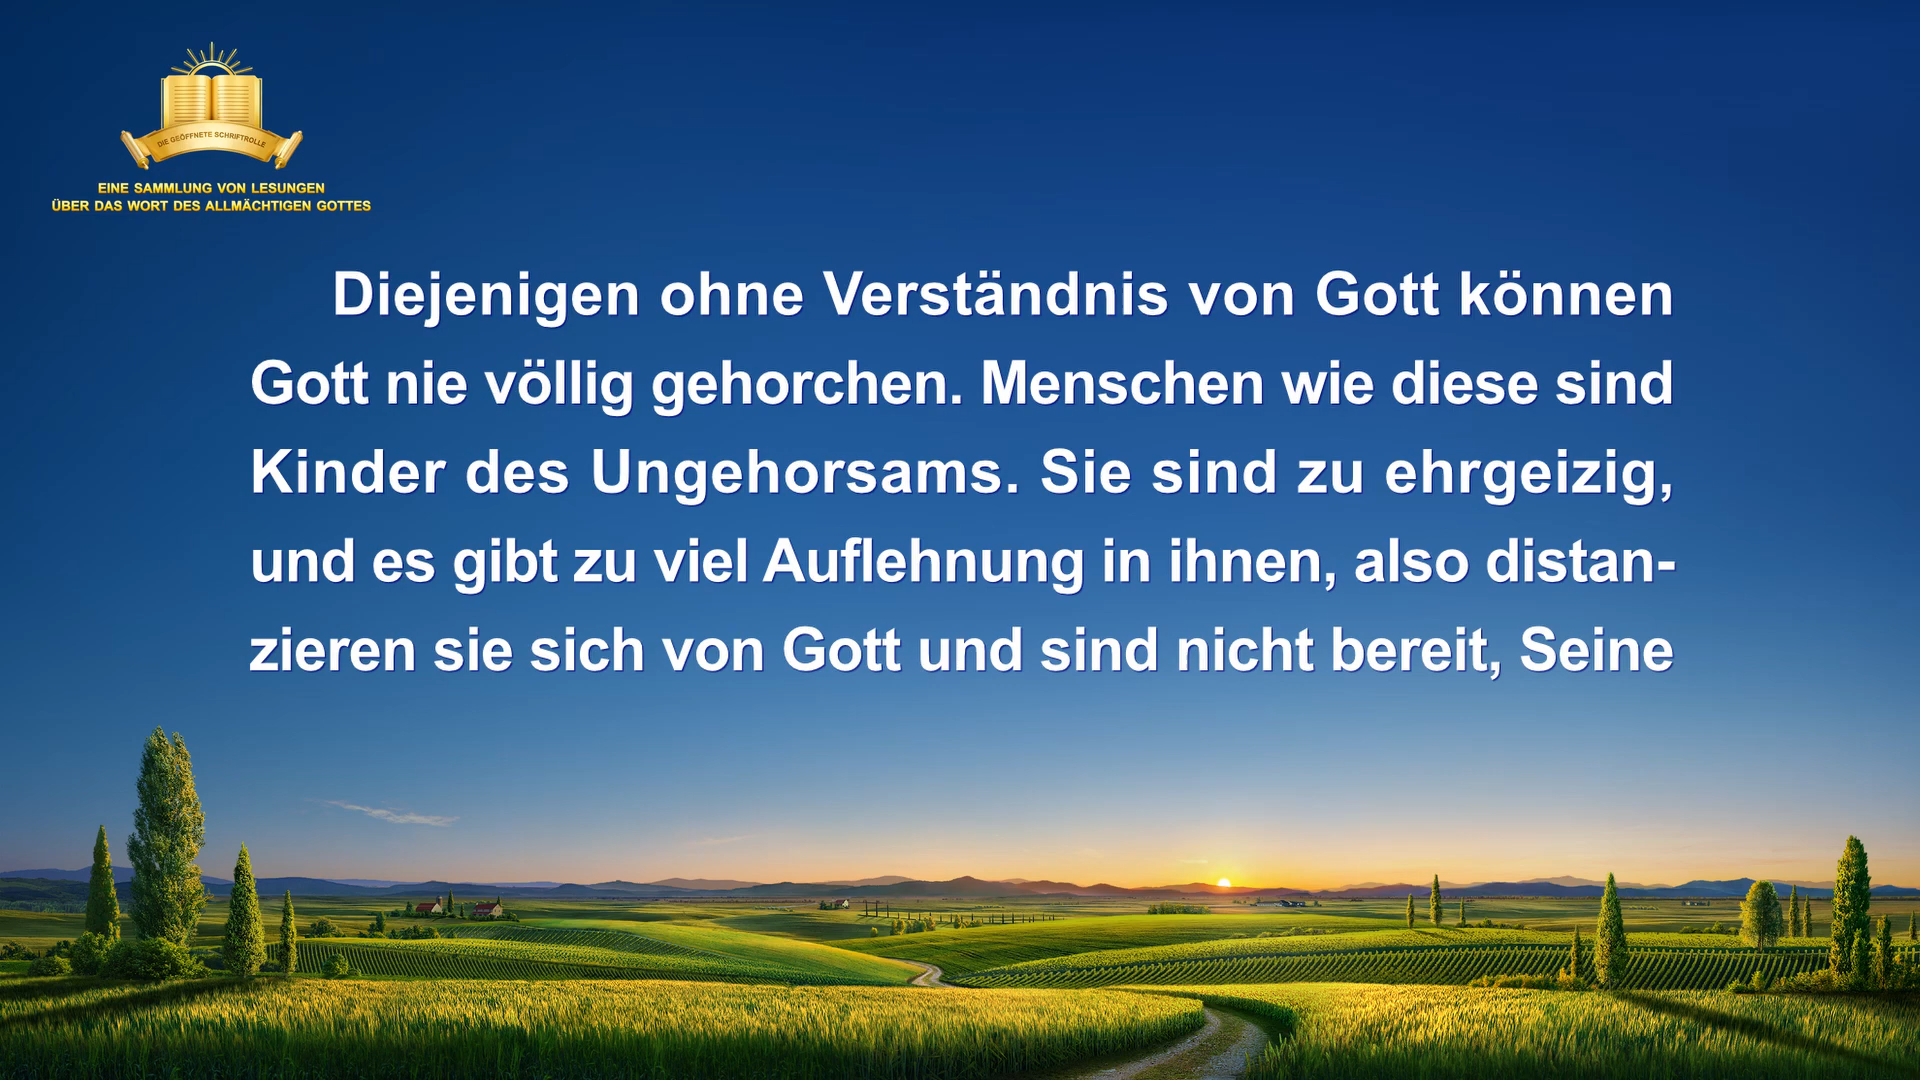 DIE GEÖFFNETE SCHRIFTROLLE
EINE SAMMLUNG VON LESUNGEN
ÜBER DAS WORT DES ALLMÄCHTIGEN GOTTES
Diejenigen ohne Verständnis von Gott können
Gott nie völlig gehorchen. Menschen wie diese sind
Kinder des Ungehorsams. Sie sind zu ehrgeizig,
und es gibt zu viel Auflehnung in ihnen, also distan-
zieren sie sich von Gott und sind nicht bereit, Seine